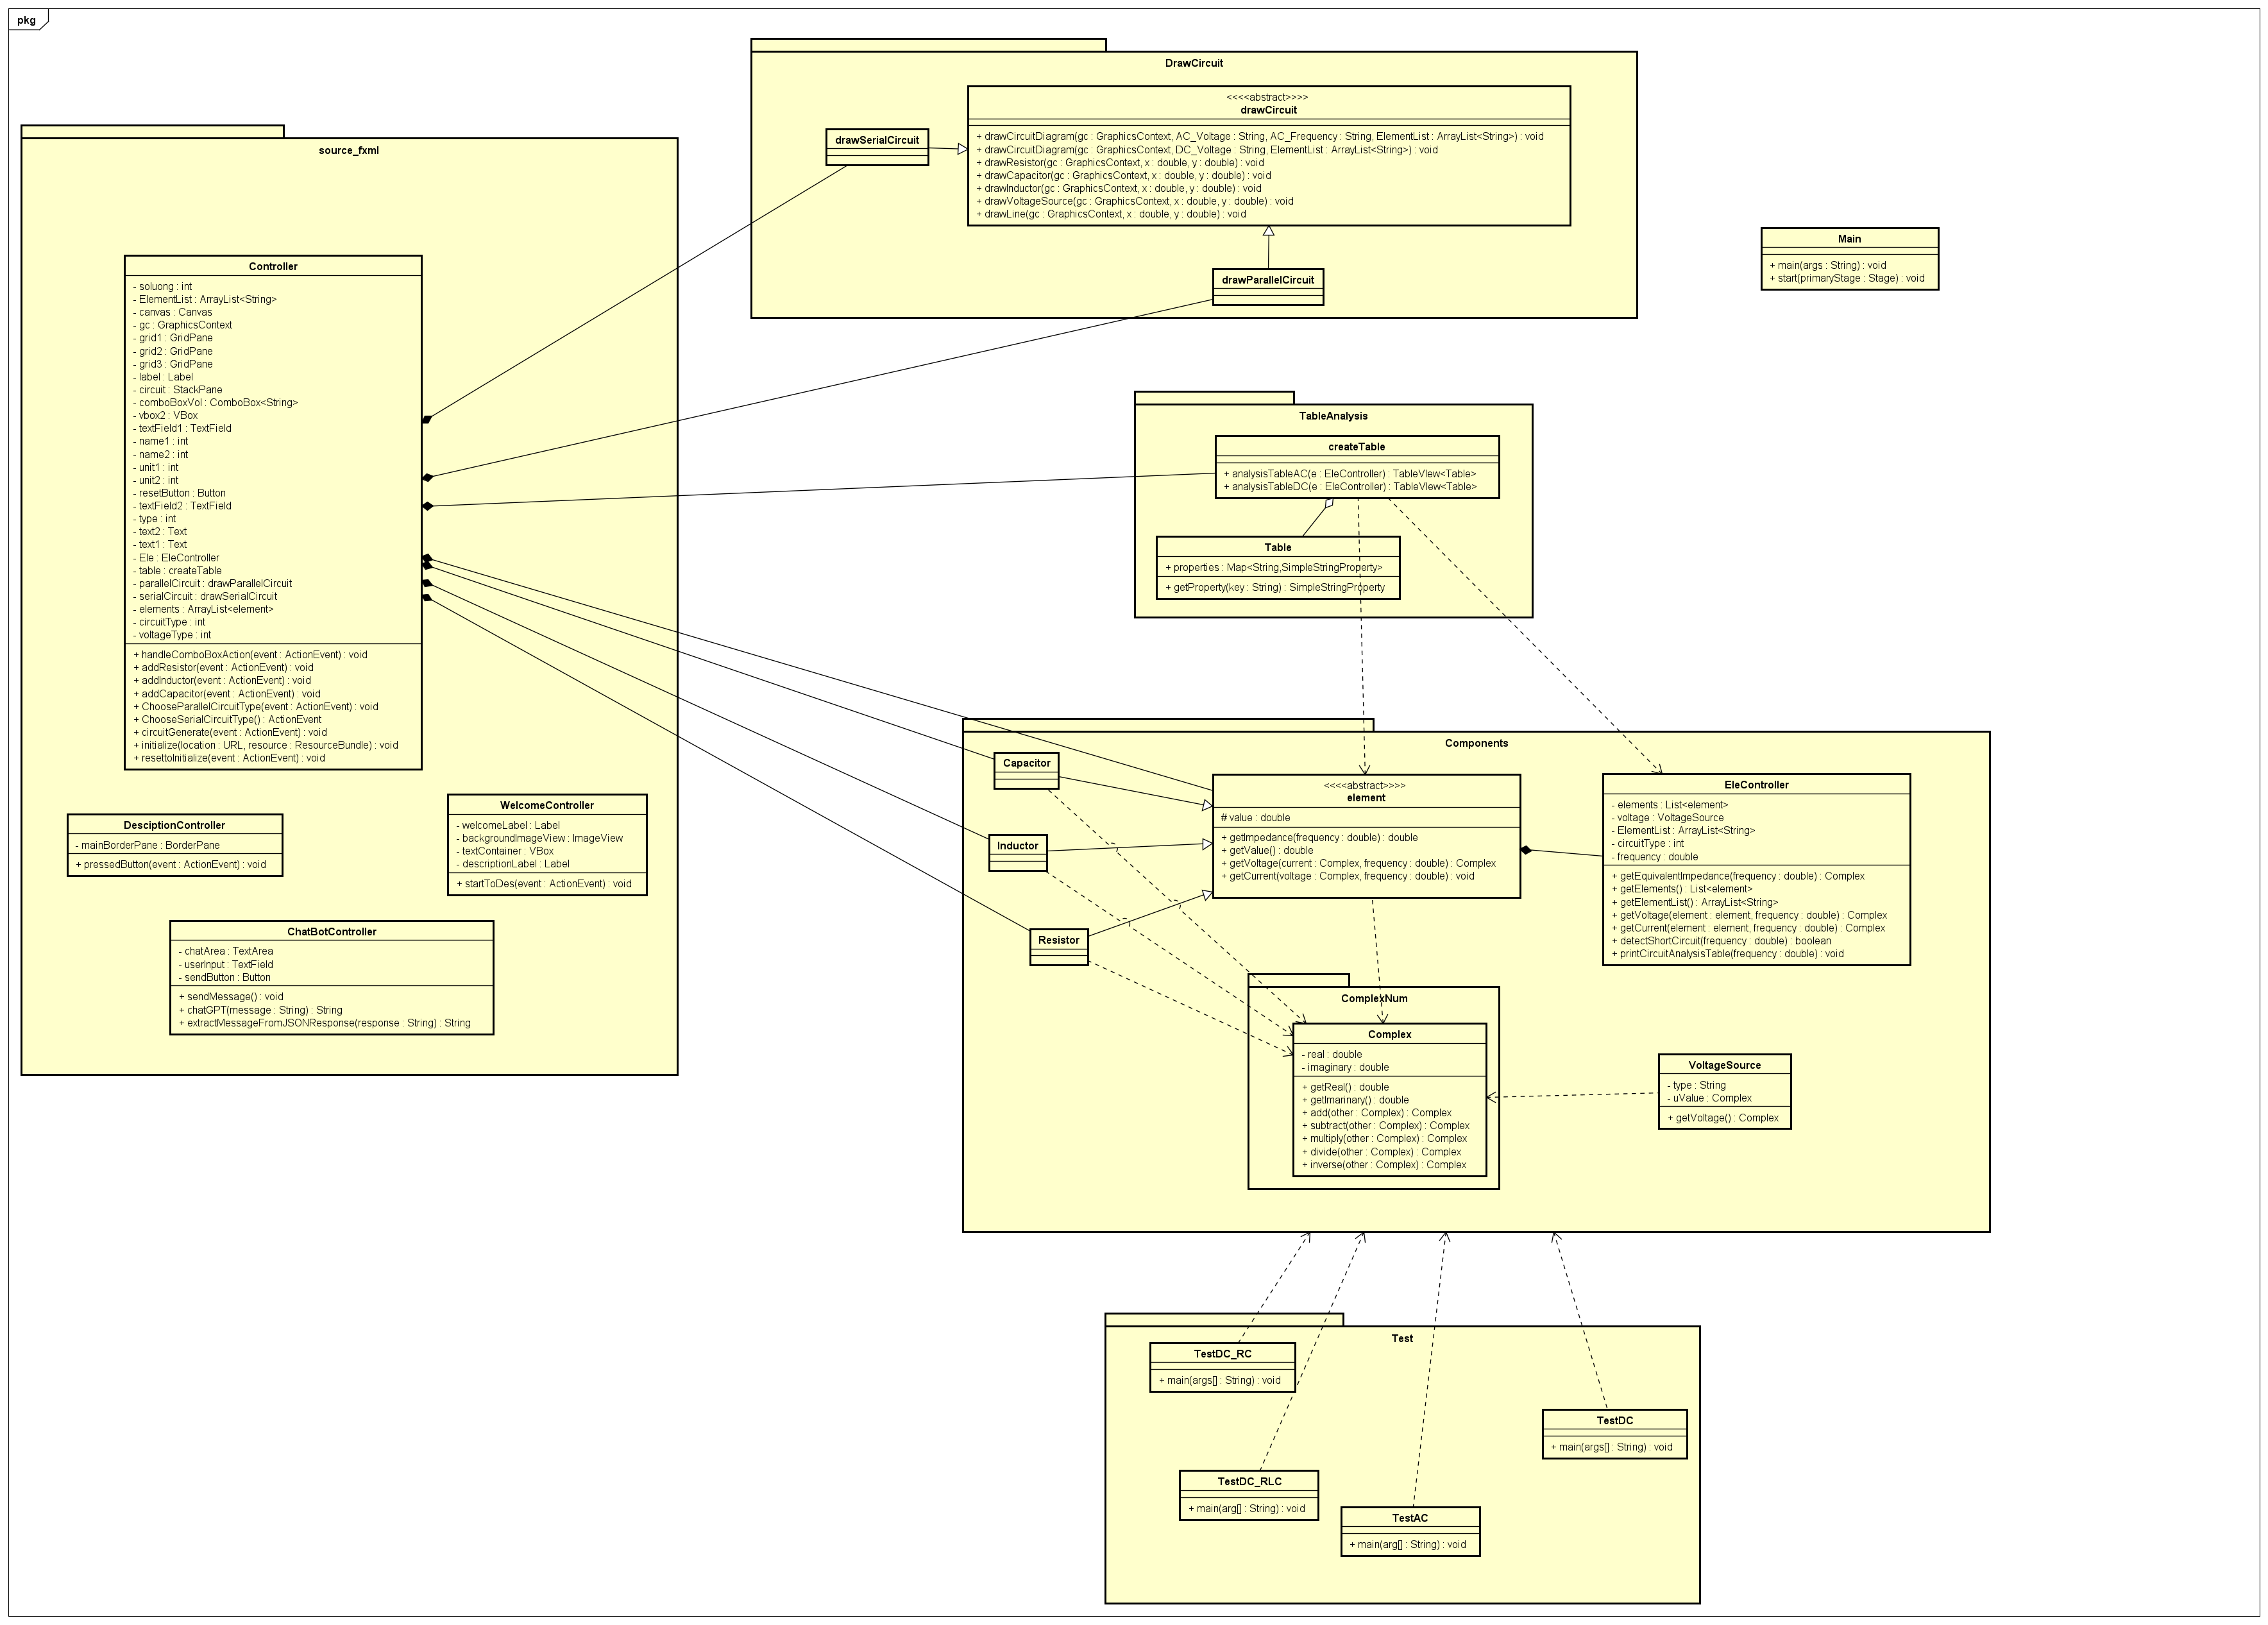 pkg
DrawCircuit
<<<<abstract>>>>
drawCircuit
+ drawCircuitDiagram(gc : GraphicsContext, AC_Voltage : String, AC_Frequency : String, ElementList : ArrayList<String>) : void
+ drawCircuitDiagram(gc : GraphicsContext, DC_Voltage : String, ElementList : ArrayList<String>) : void
+ drawResistor(gc : GraphicsContext, x : double, y : double) : void
+ drawCapacitor(gc : GraphicsContext, x : double, y : double) : void
+ drawInductor(gc : GraphicsContext, x : double, y : double) : void
+ drawVoltageSource(gc : GraphicsContext, x : double, y : double) : void
+ drawLine(gc : GraphicsContext, x : double, y : double) : void
drawSerialCircuit
drawParallelCircuit
Main
+ main(args : String) : void
+ start(primaryStage : Stage) : void
source_fxml
Controller
- soluong : int
- ElementList : ArrayList<String>
- canvas : Canvas
- gc : GraphicsContext
- grid1 : GridPane
- grid2 : GridPane
- grid3 : GridPane
- label : Label
- circuit : StackPane
- comboBoxVol : ComboBox<String>
- vbox2 : VBox
- textField1 : TextField
- name1 : int
- name2 : int
- unit1 : int
- unit2 : int
- resetButton : Button
- textField2 : TextField
- type : int
- text2 : Text
- text1 : Text
- Ele : EleController
- table : createTable
- parallelCircuit : drawParallelCircuit
- serialCircuit : drawSerialCircuit
- elements : ArrayList<element>
- circuitType : int
- voltageType : int
+ handleComboBoxAction(event : ActionEvent) : void
+ addResistor(event : ActionEvent) : void
+ addInductor(event : ActionEvent) : void
+ addCapacitor(event : ActionEvent) : void
+ ChooseParallelCircuitType(event : ActionEvent) : void
+ ChooseSerialCircuitType() : ActionEvent
+ circuitGenerate(event : ActionEvent) : void
+ initialize(location : URL, resource : ResourceBundle) : void
+ resettoInitialize(event : ActionEvent) : void
DesciptionController
- mainBorderPane : BorderPane
+ pressedButton(event : ActionEvent) : void
WelcomeController
- welcomeLabel : Label
- backgroundImageView : ImageView
- textContainer : VBox
- descriptionLabel : Label
+ startToDes(event : ActionEvent) : void
ChatBotController
- chatArea : TextArea
- userInput : TextField
- sendButton : Button
+ sendMessage() : void
+ chatGPT(message : String) : String
+ extractMessageFromJSONResponse(response : String) : String
TableAnalysis
createTable
+ analysisTableAC(e : EleController) : TableVIew<Table>
+ analysisTableDC(e : EleController) : TableVIew<Table>
Table
+ properties : Map<String,SimpleStringProperty>
+ getProperty(key : String) : SimpleStringProperty
Components
Capacitor
Inductor
Resistor
<<<<abstract>>>>
element
# value : double
+ getImpedance(frequency : double) : double
+ getValue() : double
+ getVoltage(current : Complex, frequency : double) : Complex
+ getCurrent(voltage : Complex, frequency : double) : void
EleController
- elements : List<element>
- voltage : VoltageSource
- ElementList : ArrayList<String>
- circuitType : int
- frequency : double
+ getEquivalentImpedance(frequency : double) : Complex
+ getElements() : List<element>
+ getElementList() : ArrayList<String>
+ getVoltage(element : element, frequency : double) : Complex
+ getCurrent(element : element, frequency : double) : Complex
+ detectShortCircuit(frequency : double) : boolean
+ printCircuitAnalysisTable(frequency : double) : void
ComplexNum
Complex
- real : double
- imaginary : double
+ getReal() : double
+ getImarinary() : double
+ add(other : Complex) : Complex
+ subtract(other : Complex) : Complex
+ multiply(other : Complex) : Complex
+ divide(other : Complex) : Complex
+ inverse(other : Complex) : Complex
VoltageSource
- type : String
- uValue : Complex
+ getVoltage() : Complex
Test
TestDC_RC
+ main(args[] : String) : void
TestDC
+ main(args[] : String) : void
TestDC_RLC
+ main(arg[] : String) : void
TestAC
+ main(arg[] : String) : void